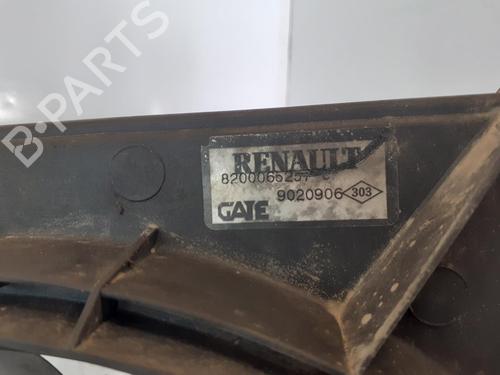 B-PARTS
RENAULT
8200065257
9020906 303
GATE